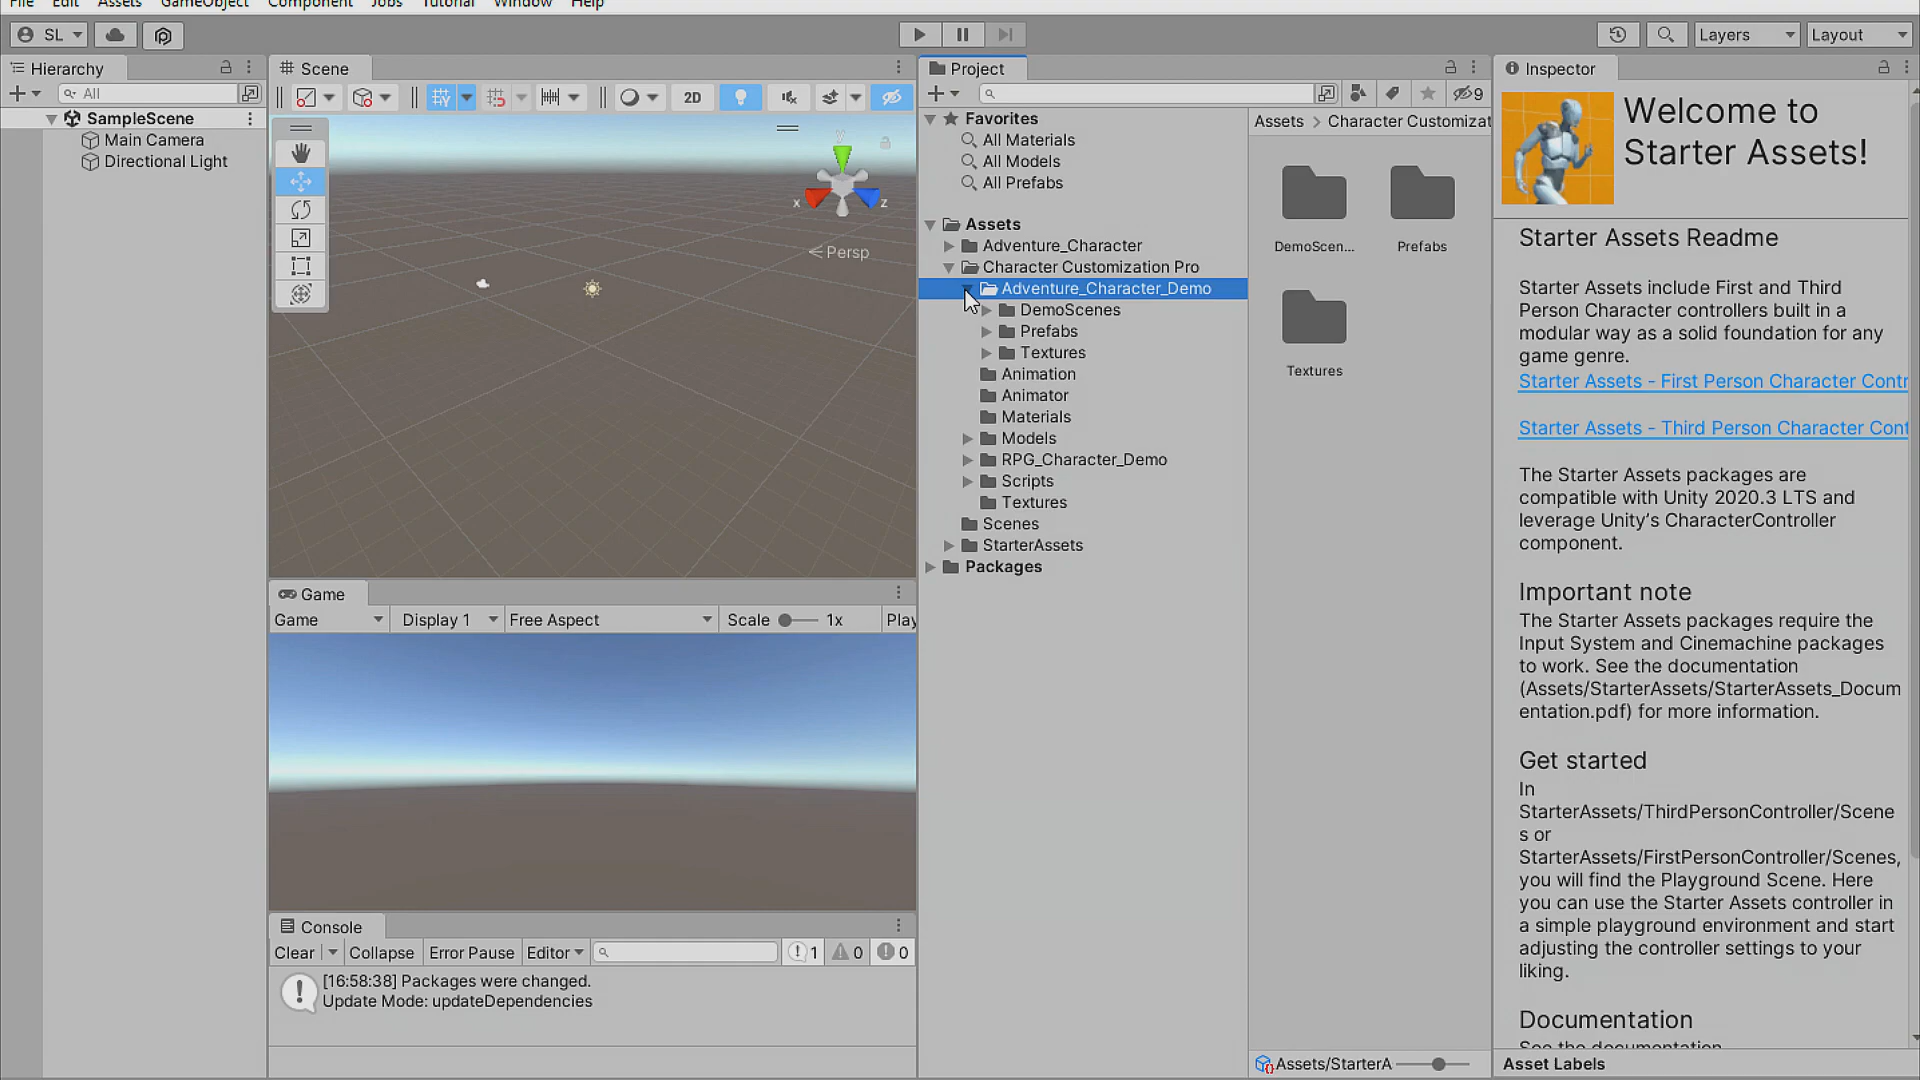 File Edit Assets GameObject Component Jobs Tutorial Window Help
SL Layers Layout
Hierarchy
All
SampleScene
Main Camera
Directional Light
Scene
2D
y
x z
Persp
Game
Game Display 1 Free Aspect Scale 1x Play
Console
Clear Collapse Error Pause Editor 1 0 0
[16:58:38] Packages were changed.
Update Mode: updateDependencies
Project
9
Favorites
All Materials
All Models
All Prefabs
Assets
Adventure_Character
Character Customization Pro
Adventure_Character_Demo
DemoScenes
Prefabs
Textures
Animation
Animator
Materials
Models
RPG_Character_Demo
Scripts
Textures
Scenes
StarterAssets
Packages
Assets > Character Customizat
DemoScen... Prefabs
Textures
Assets/StarterA
Inspector
Welcome to
Starter Assets!
Starter Assets Readme
Starter Assets include First and Third
Person Character controllers built in a
modular way as a solid foundation for any
game genre.
Starter Assets - First Person Character Contr
Starter Assets - Third Person Character Cont
The Starter Assets packages are
compatible with Unity 2020.3 LTS and
leverage Unity's CharacterController
component.
Important note
The Starter Assets packages require the
Input System and Cinemachine packages
to work. See the documentation
(Assets/StarterAssets/StarterAssets_Docum
entation.pdf) for more information.
Get started
In
StarterAssets/ThirdPersonController/Scene
s or
StarterAssets/FirstPersonController/Scenes,
you will find the Playground Scene. Here
you can use the Starter Assets controller in
a simple playground environment and start
adjusting the controller settings to your
liking.
Documentation
See the documentation
Asset Labels